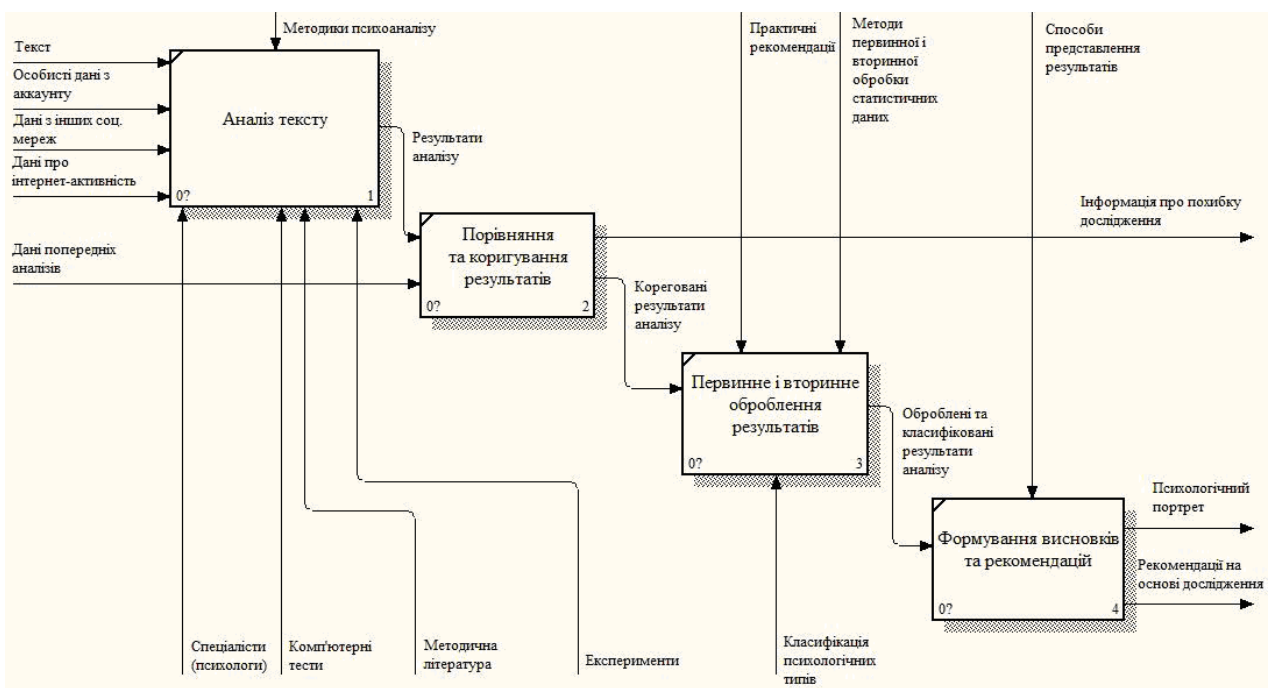 Методики психоаналізу
Текст
Особисті дані з
аккаунту
Дані з інших соц.
мереж
Дані про
інтернет-активність
Аналіз тексту
0?
1
Результати
аналізу
Практичні
рекомендації
Методи
первинної і
вторинної
обробки
статистичних
даних
Способи
представлення
результатів
Дані попередніх
аналізів
Порівняння
та коригування
результатів
0?
2
Інформація про похибку
дослідження
Кореговані
результати
аналізу
Первинне і вторинне
оброблення
результатів
0?
3
Оброблені та
класифіковані
результати
аналізу
Формування висновків
та рекомендацій
0?
4
Психологічний
портрет
Рекомендації на
основі дослідження
Спеціалісти
(психологи)
Комп'ютерні
тести
Методична
література
Експерименти
Класифікація
психологічних
типів